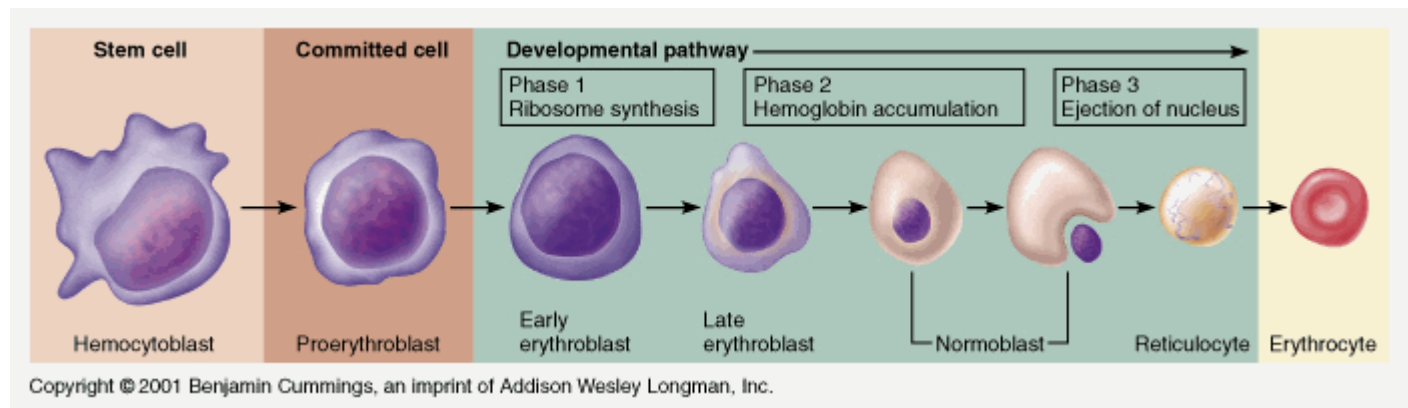 Stem cell
Committed cell
Developmental pathway
Phase 1
Ribosome synthesis
Phase 2
Hemoglobin accumulation
Phase 3
Ejection of nucleus
Hemocytoblast
Proerythroblast
Early
erythroblast
Late
erythroblast
Normoblast
Reticulocyte
Erythrocyte
Copyright © 2001 Benjamin Cummings, an imprint of Addison Wesley Longman, Inc.